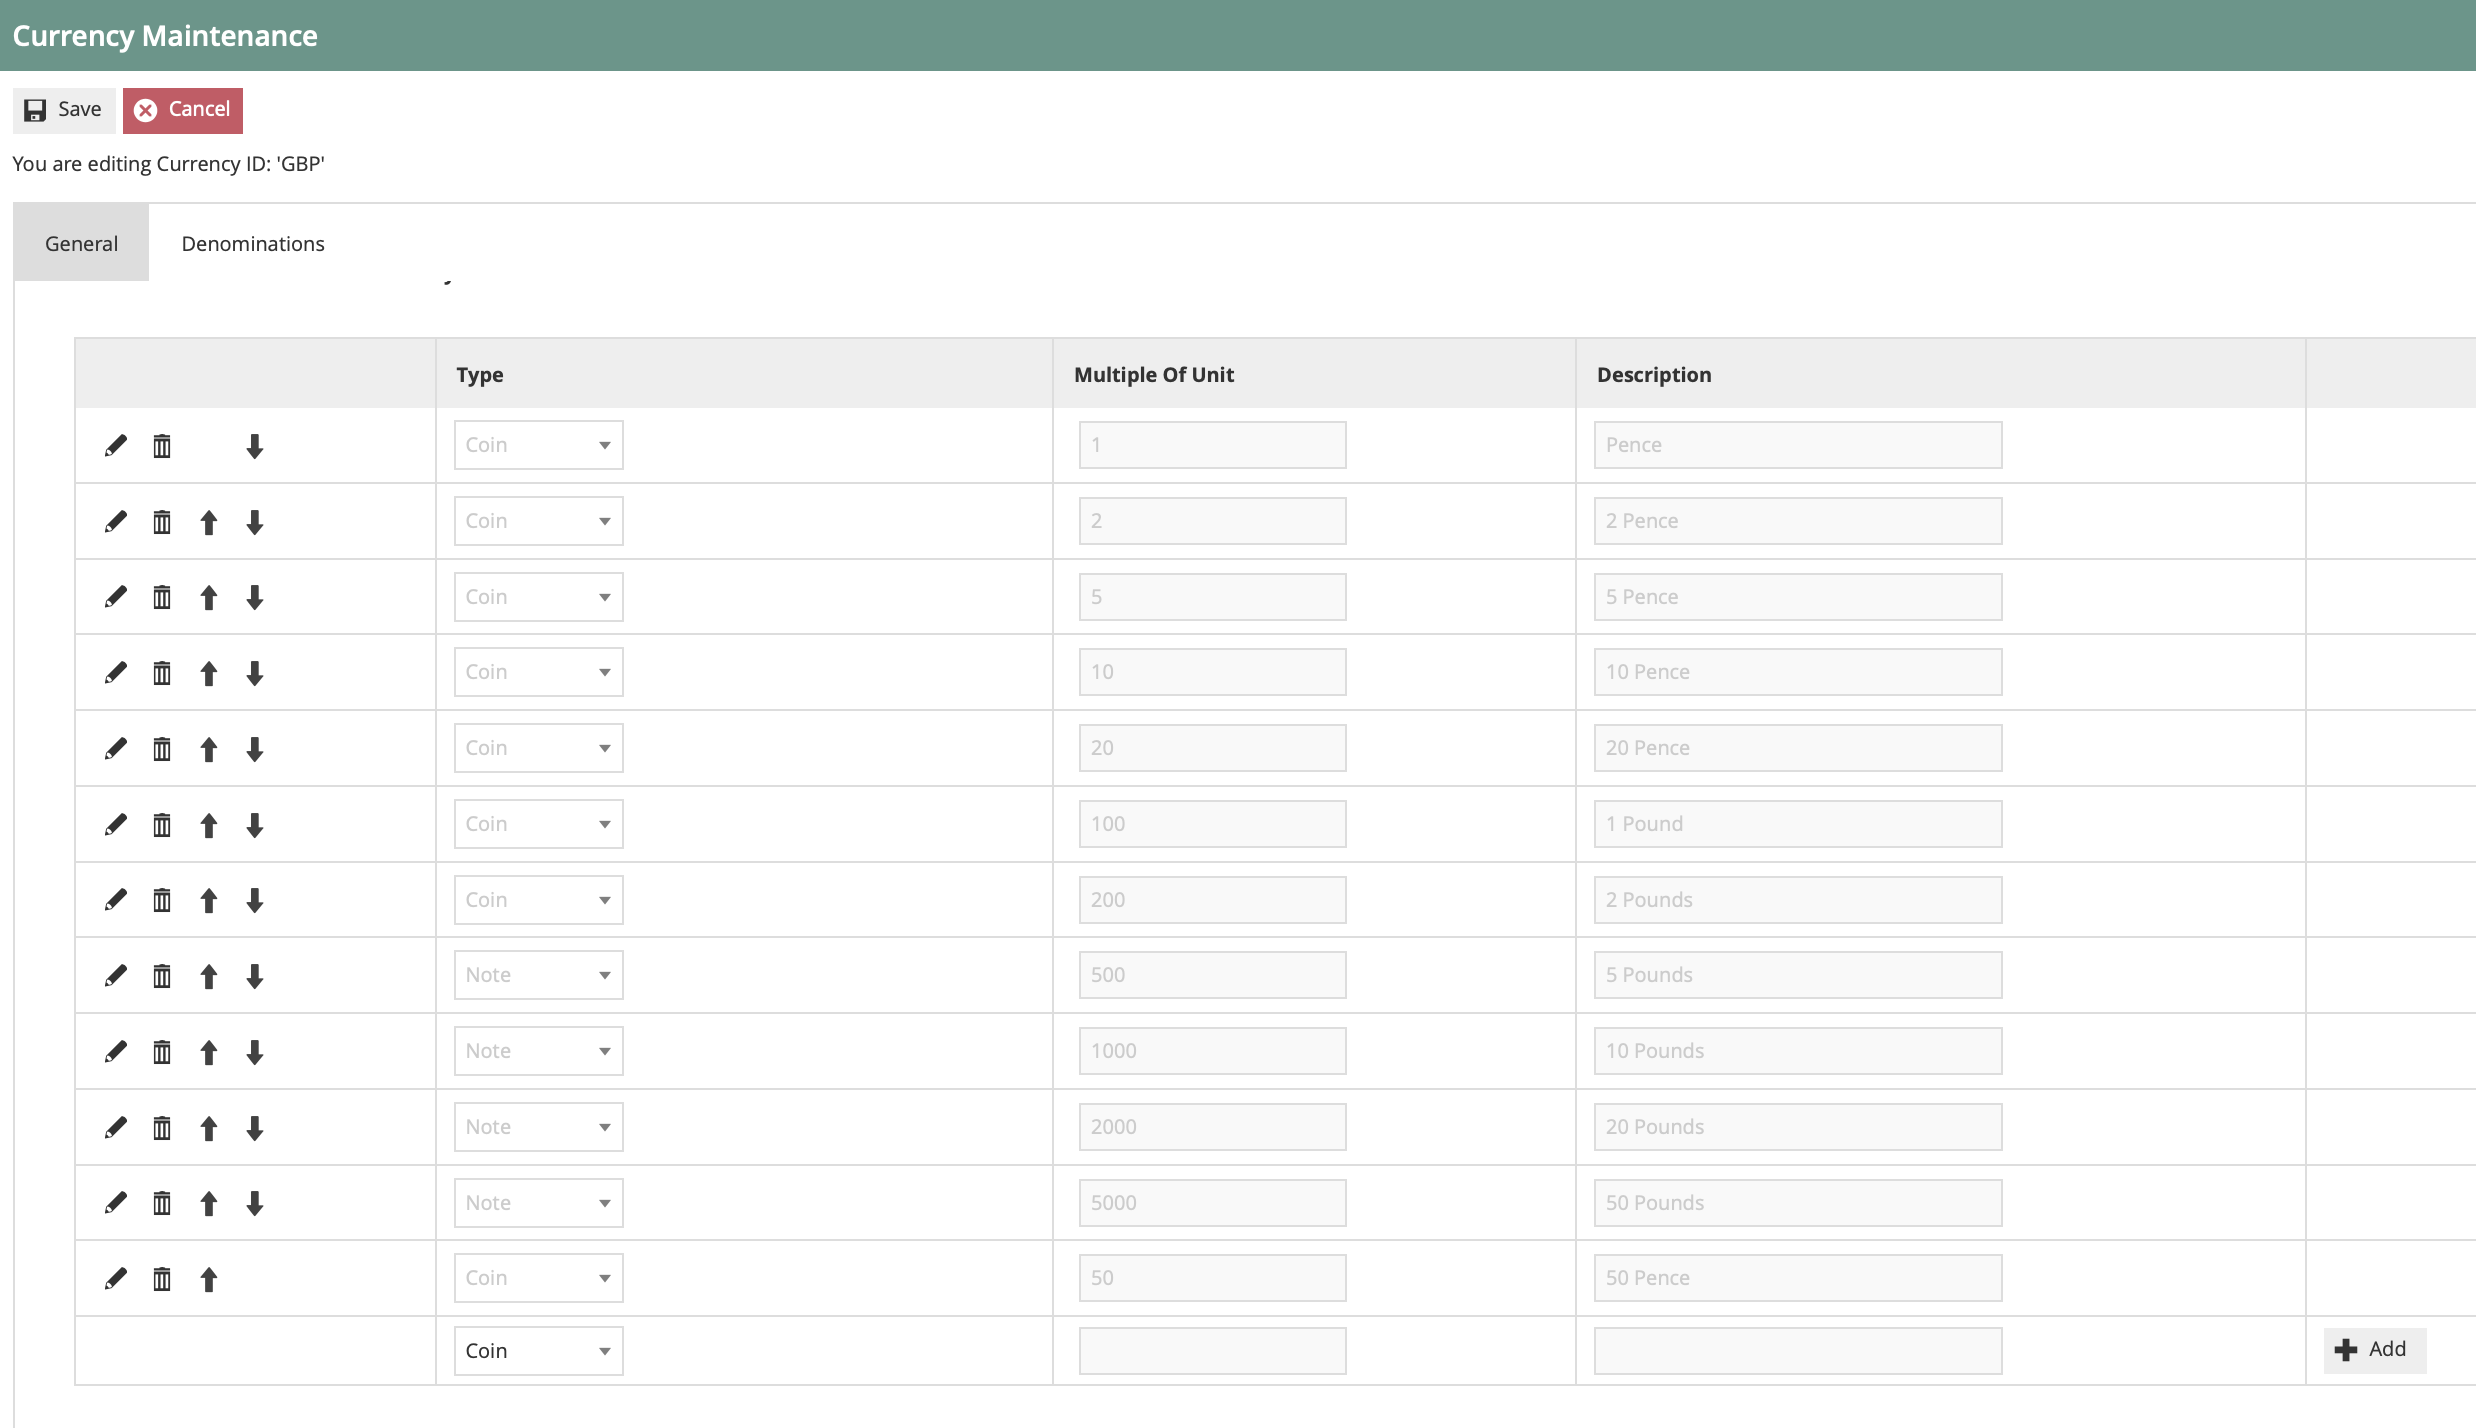 Currency Maintenance
Save Cancel
You are editing Currency ID: 'GBP'
General Denominations
Type Multiple Of Unit Description
Coin 1 Pence
Coin 2 2 Pence
Coin 5 5 Pence
Coin 10 10 Pence
Coin 20 20 Pence
Coin 100 1 Pound
Coin 200 2 Pounds
Note 500 5 Pounds
Note 1000 10 Pounds
Note 2000 20 Pounds
Note 5000 50 Pounds
Coin 50 50 Pence
Coin Add